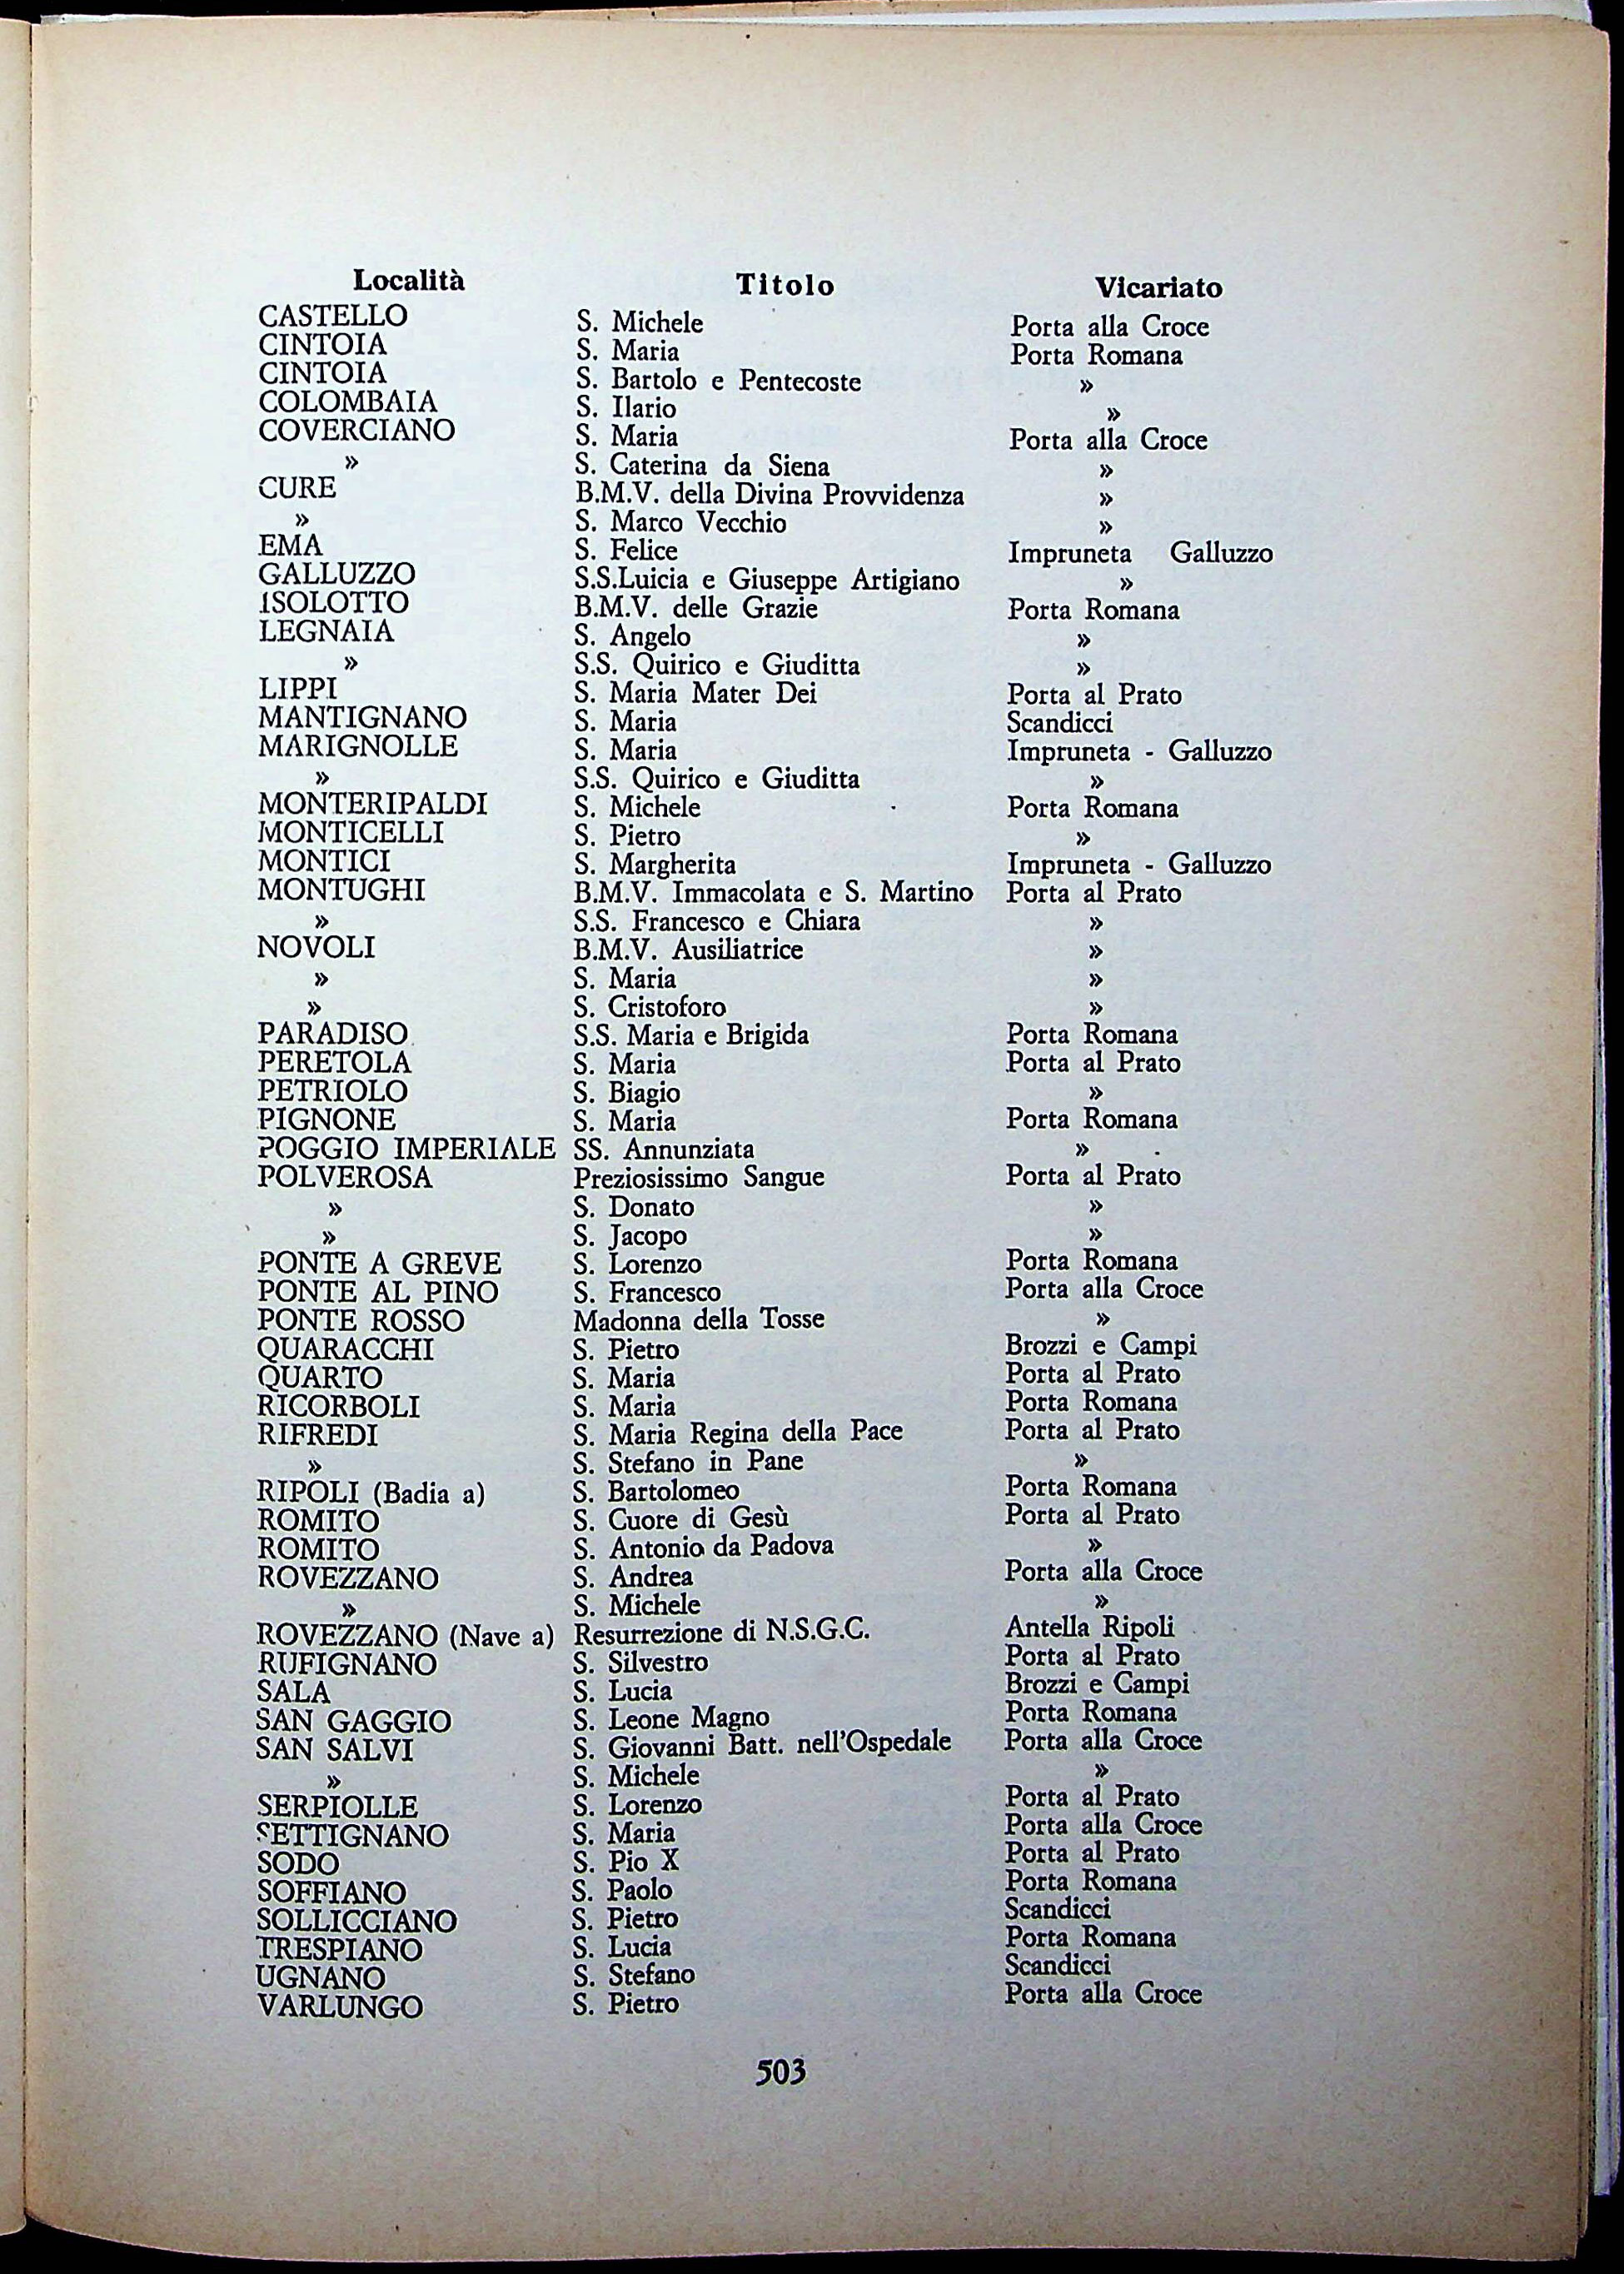 Località Titolo Vicariato
CASTELLO S. Michele Porta alla Croce
CINTOIA S. Maria Porta Romana
CINTOIA S. Bartolo e Pentecoste »
COLOMBAIA S. Ilario »
COVERCIANO S. Maria Porta alla Croce
» S. Caterina da Siena »
CURE B.M.V. della Divina Provvidenza »
» S. Marco Vecchio »
EMA S. Felice Impruneta Galluzzo
GALLUZZO S.S.Luicia e Giuseppe Artigiano »
ISOLOTTO B.M.V. delle Grazie Porta Romana
LEGNAIA S. Angelo »
» S.S. Quirico e Giuditta »
LIPPI S. Maria Mater Dei Porta al Prato
MANTIGNANO S. Maria Scandicci
MARIGNOLLE S. Maria Impruneta - Galluzzo
» S.S. Quirico e Giuditta »
MONTERIPALDI S. Michele Porta Romana
MONTICELLI S. Pietro »
MONTICI S. Margherita Impruneta - Galluzzo
MONTUGHI B.M.V. Immacolata e S. Martino Porta al Prato
» S.S. Francesco e Chiara »
NOVOLI B.M.V. Ausiliatrice »
» S. Maria »
» S. Cristoforo »
PARADISO S.S. Maria e Brigida Porta Romana
PERETOLA S. Maria Porta al Prato
PETRIOLO S. Biagio »
PIGNONE S. Maria Porta Romana
POGGIO IMPERIALE SS. Annunziata »
POLVEROSA Preziosissimo Sangue Porta al Prato
» S. Donato »
» S. Jacopo »
PONTE A GREVE S. Lorenzo Porta Romana
PONTE AL PINO S. Francesco Porta alla Croce
PONTE ROSSO Madonna della Tosse »
QUARACCHI S. Pietro Brozzi e Campi
QUARTO S. Maria Porta al Prato
RICORBOLI S. Maria Porta Romana
RIFREDI S. Maria Regina della Pace Porta al Prato
» S. Stefano in Pane »
RIPOLI (Badia a) S. Bartolomeo Porta Romana
ROMITO S. Cuore di Gesù Porta al Prato
ROMITO S. Antonio da Padova »
ROVEZZANO S. Andrea Porta alla Croce
» S. Michele »
ROVEZZANO (Nave a) Resurrezione di N.S.G.C. Antella Ripoli
RUFIGNANO S. Silvestro Porta al Prato
SALA S. Lucia Brozzi e Campi
SAN GAGGIO S. Leone Magno Porta Romana
SAN SALVI S. Giovanni Batt. nell'Ospedale Porta alla Croce
» S. Michele »
SERPIOLLE S. Lorenzo Porta al Prato
SETTIGNANO S. Maria Porta alla Croce
SODO S. Pio X Porta al Prato
SOFFIANO S. Paolo Porta Romana
SOLLICCIANO S. Pietro Scandicci
TRESPIANO S. Lucia Porta Romana
UGNANO S. Stefano Scandicci
VARLUNGO S. Pietro Porta alla Croce
503